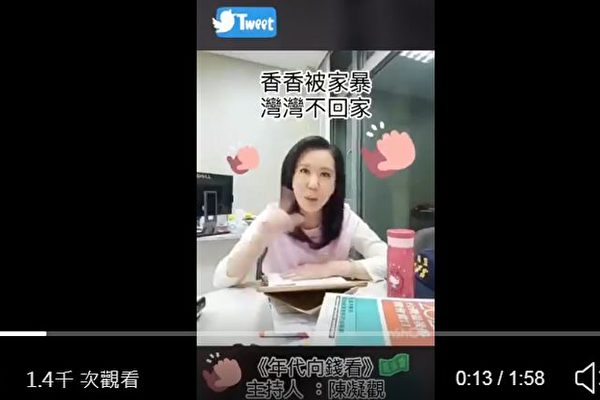 Tweet
香香被家暴
灣灣不回家
《年代向錢看》
主持人 ：陳凝觀
1.4千 次觀看
0:13 / 1:58